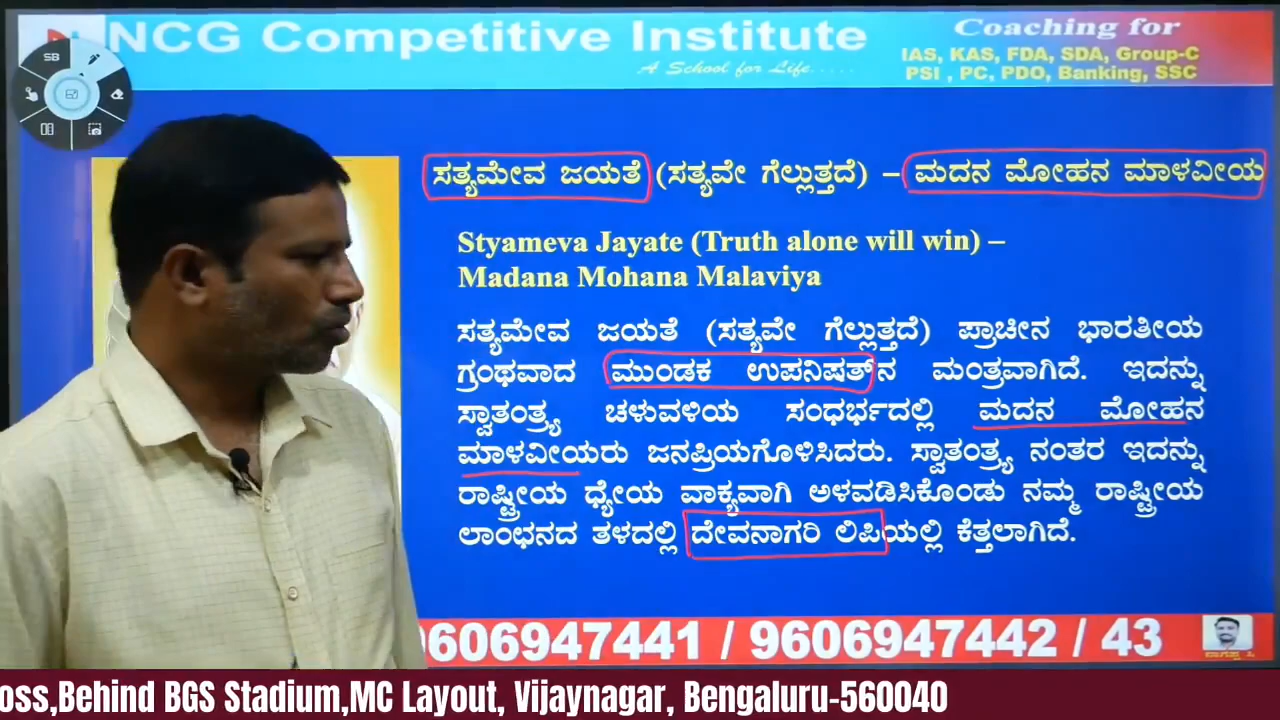 NCG Competitive Institute
A School for Life.....
Coaching for
IAS, KAS, FDA, SDA, Group-C
PSI , PC, PDO, Banking, SSC
SB
ಸತ್ಯಮೇವ ಜಯತೆ (ಸತ್ಯವೇ ಗೆಲ್ಲುತ್ತದೆ) – ಮದನ ಮೋಹನ ಮಾಳವೀಯ
Styameva Jayate (Truth alone will win) –
Madana Mohana Malaviya
ಸತ್ಯಮೇವ ಜಯತೆ (ಸತ್ಯವೇ ಗೆಲ್ಲುತ್ತದೆ) ಪ್ರಾಚೀನ ಭಾರತೀಯ
ಗ್ರಂಥವಾದ ಮುಂಡಕ ಉಪನಿಷತ್‌ನ ಮಂತ್ರವಾಗಿದೆ. ಇದನ್ನು
ಸ್ವಾತಂತ್ರ್ಯ ಚಳುವಳಿಯ ಸಂಧರ್ಭದಲ್ಲಿ ಮದನ ಮೋಹನ
ಮಾಳವೀಯರು ಜನಪ್ರಿಯಗೊಳಿಸಿದರು. ಸ್ವಾತಂತ್ರ್ಯ ನಂತರ ಇದನ್ನು
ರಾಷ್ಟ್ರೀಯ ಧ್ಯೇಯ ವಾಕ್ಯವಾಗಿ ಅಳವಡಿಸಿಕೊಂಡು ನಮ್ಮ ರಾಷ್ಟ್ರೀಯ
ಲಾಂಛನದ ತಳದಲ್ಲಿ ದೇವನಾಗರಿ ಲಿಪಿಯಲ್ಲಿ ಕೆತ್ತಲಾಗಿದೆ.
9606947441 / 9606947442 / 43
oss,Behind BGS Stadium,MC Layout, Vijaynagar, Bengaluru-560040